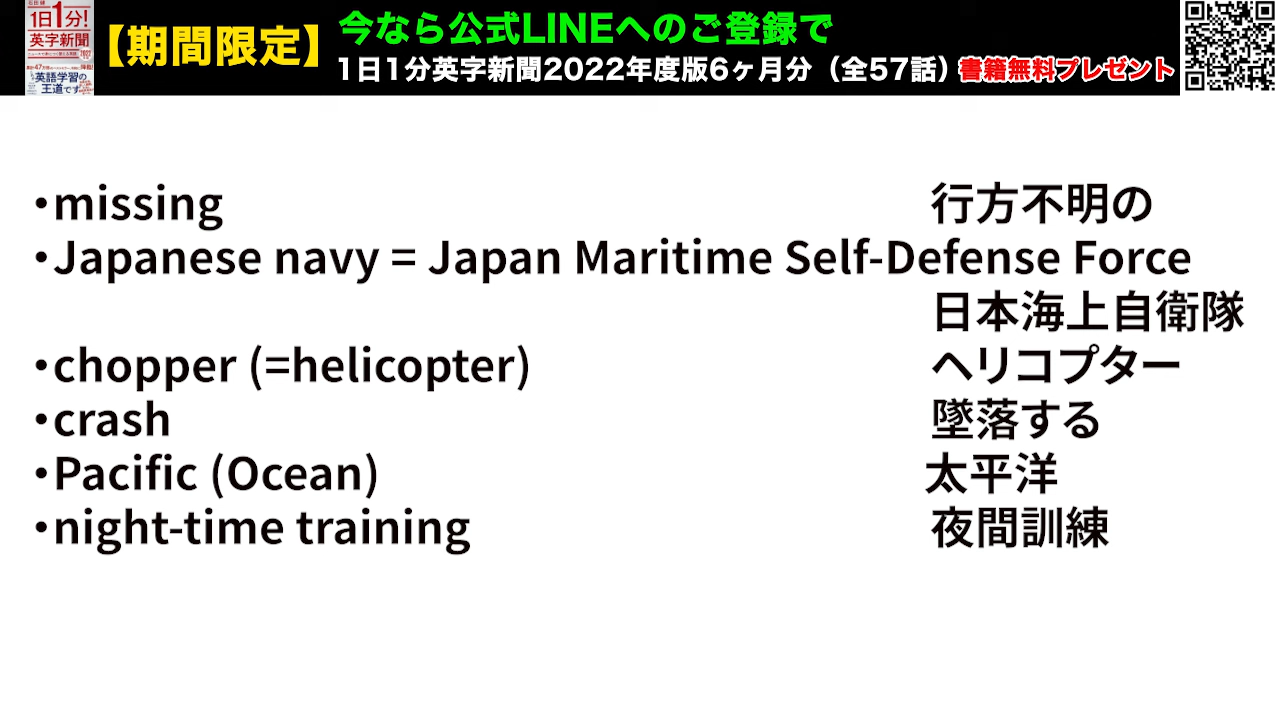 1日1分!
英字新聞
英語学習の
王道です
【期間限定】
今なら公式LINEへのご登録で
1日1分英字新聞2022年度版6ヶ月分（全57話）書籍無料プレゼント
・missing 行方不明の
・Japanese navy = Japan Maritime Self-Defense Force
日本海上自衛隊
・chopper (=helicopter) ヘリコプター
・crash 墜落する
・Pacific (Ocean) 太平洋
・night-time training 夜間訓練